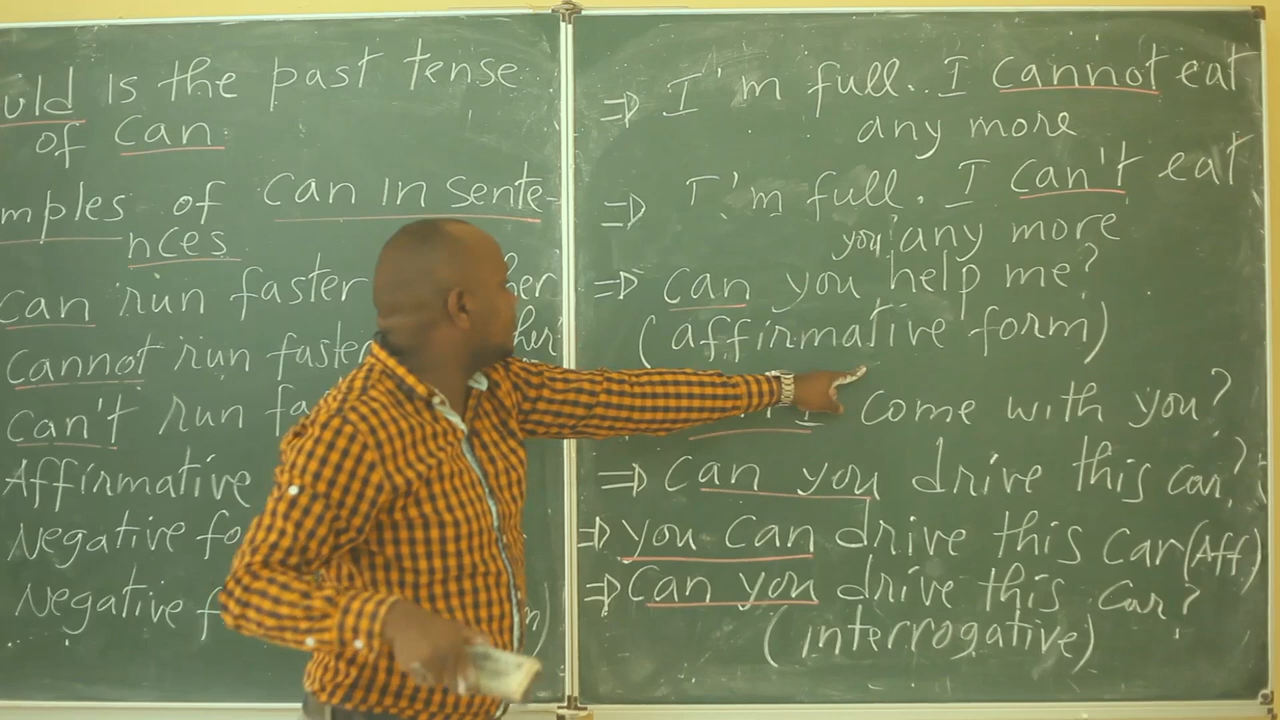 uld is the past tense
of can
mples of can in sente-
nces
can run faster her
cannot run faster her
can't run fa
Affirmative
Negative fo
Negative f m)
⇒ I'm full.. I cannot eat
any more
⇒ I'm full. I can't eat
any more
you
⇒ can you help me?
(affirmative form)
come with you?
⇒ Can you drive this car?
⇒ you can drive this car (Aff)
⇒ Can you drive this car?
(interrogative)